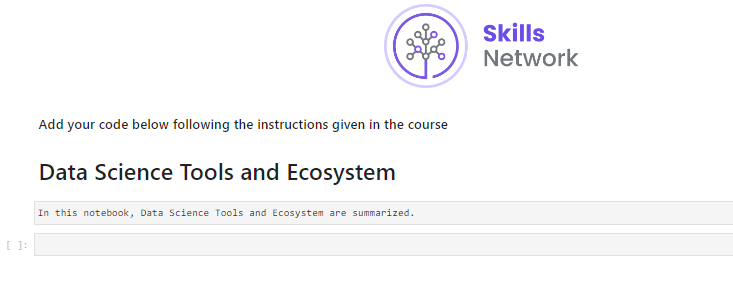 Skills
Network
Add your code below following the instructions given in the course
Data Science Tools and Ecosystem
In this notebook, Data Science Tools and Ecosystem are summarized.
[ ]: